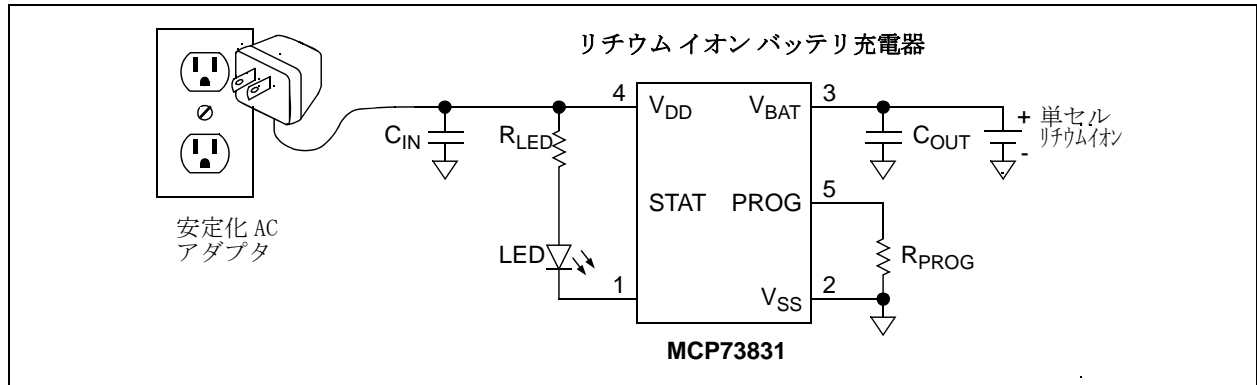 リチウム イオン バッテリ充電器
4
VDD
VBAT
3
CIN
RLED
COUT
+
単セル
リチウムイオン
-
STAT
PROG
5
安定化 AC
アダプタ
LED
RPROG
1
VSS
2
MCP73831